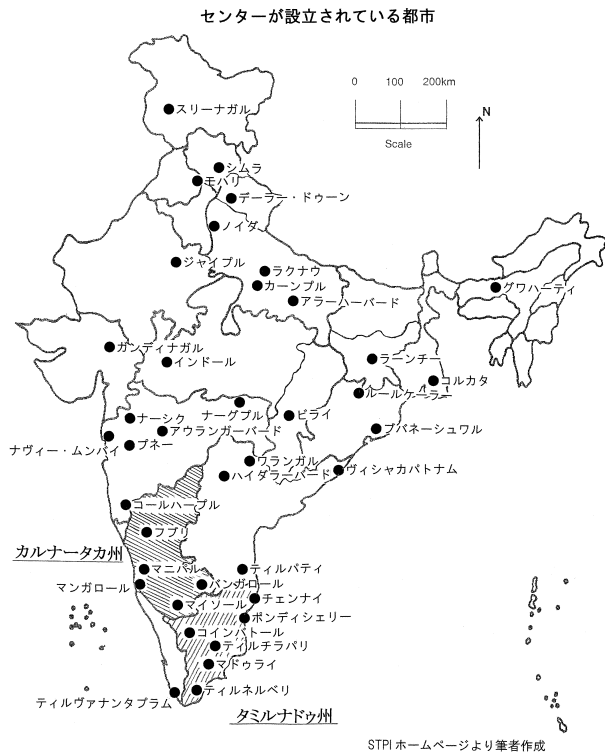 センターが設立されている都市
0 100 200km
Scale
N
スリーナガル
シムラ
モハリ
デーラー・ドゥーン
ノイダ
ジャイプル
ラクナウ
カーンプル
アラーハーバード
グワハーティ
ガンディナガル
インドール
ラーンチー
コルカタ
ルールケーラー
ナーシク
ナーグプル
ビライ
アウランガーバード
ブバネーシュワル
ナヴィー・ムンバイ
プネー
ワランガル
ハイダラーバード
ヴィシャカパトナム
コールハープル
フブリ
カルナータカ州
マニパル
ティルパティ
マンガロール
バンガロール
チェンナイ
マイソール
ポンディシェリー
コインバトール
ティルチラパリ
マドゥライ
ティルヴァナンタプラム
ティルネルベリ
タミルナドゥ州
STPIホームページより筆者作成